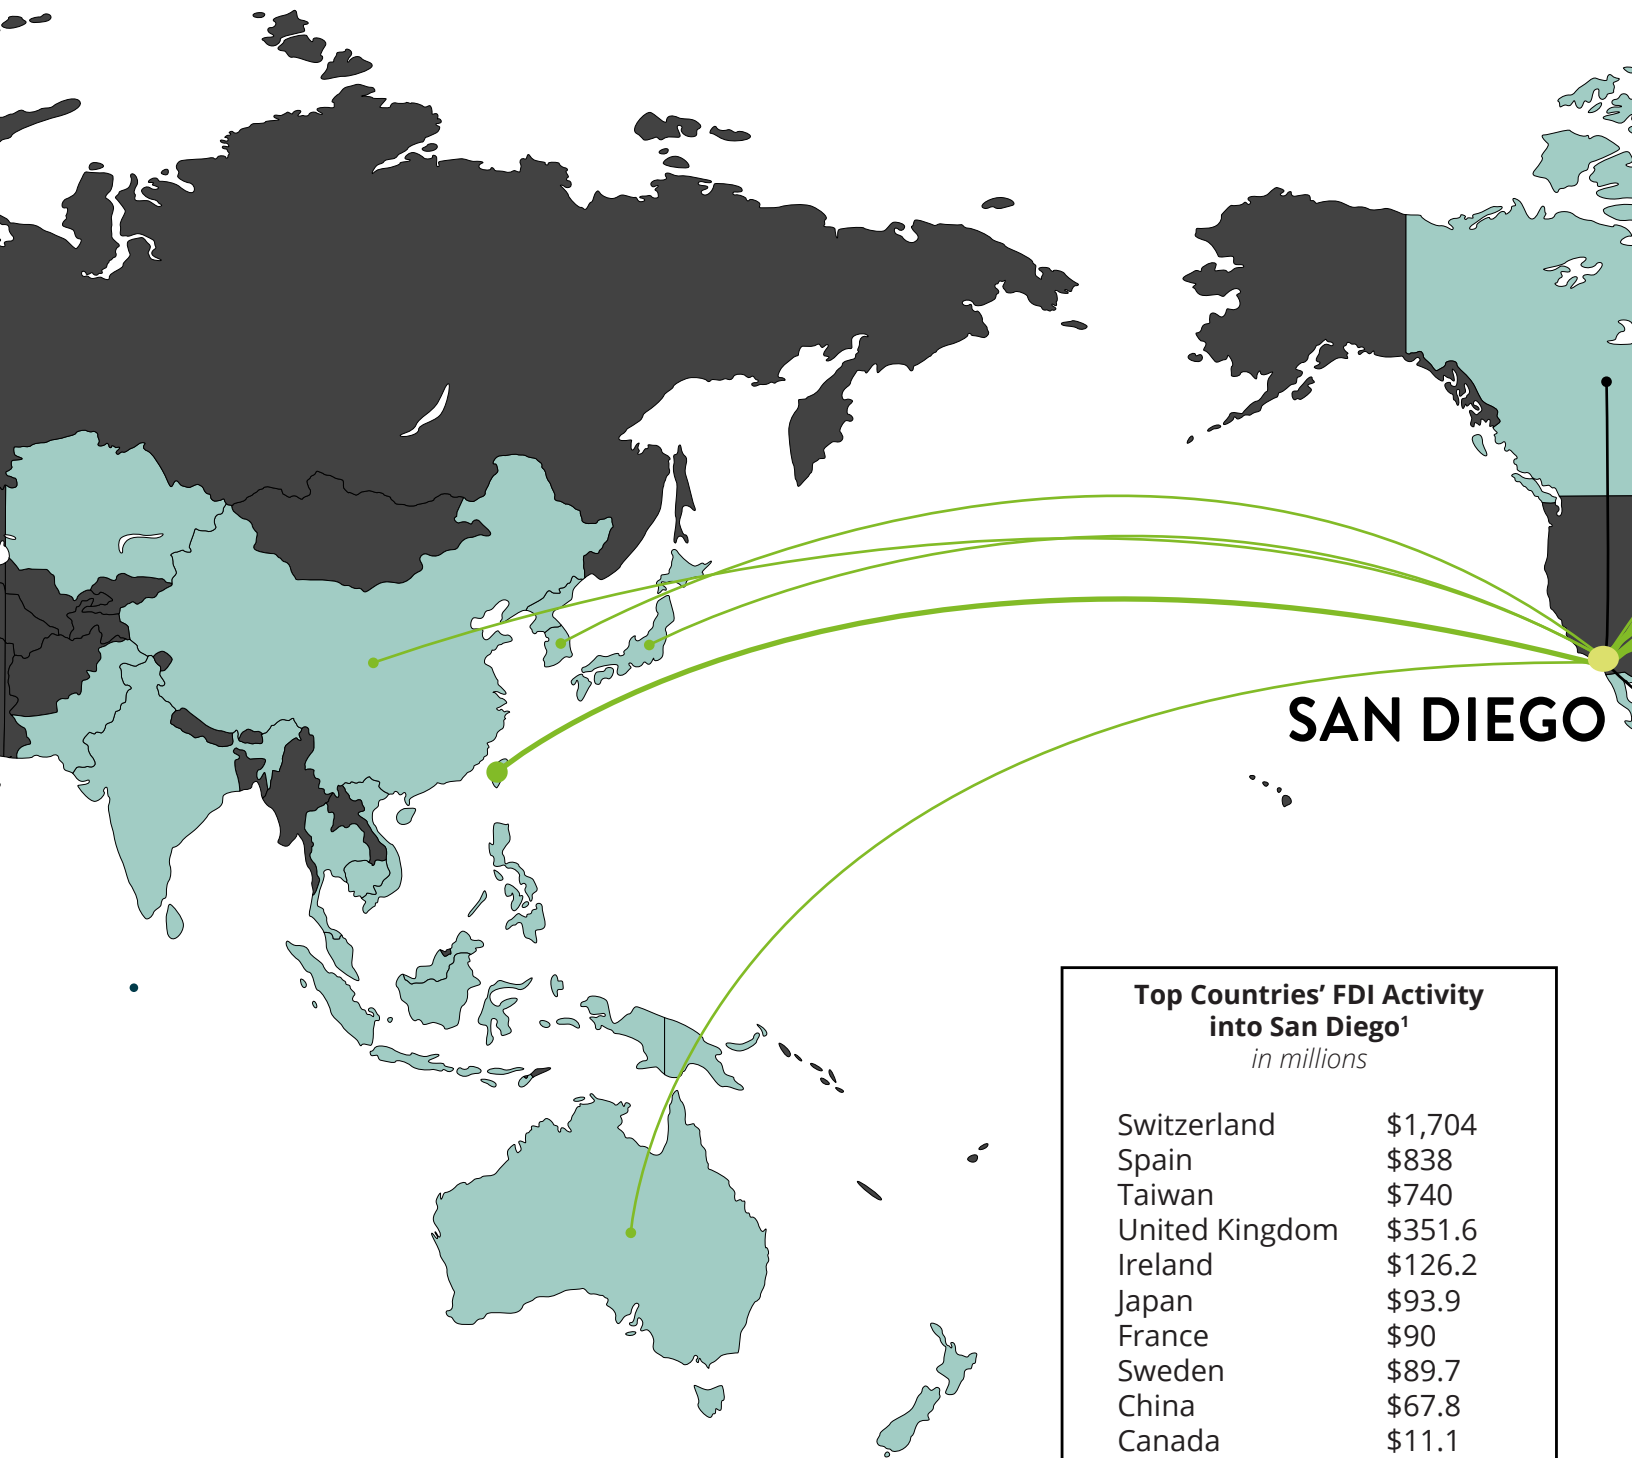 SAN DIEGO
Top Countries’ FDI Activity
into San Diego¹
in millions
Switzerland $1,704
Spain $838
Taiwan $740
United Kingdom $351.6
Ireland $126.2
Japan $93.9
France $90
Sweden $89.7
China $67.8
Canada $11.1